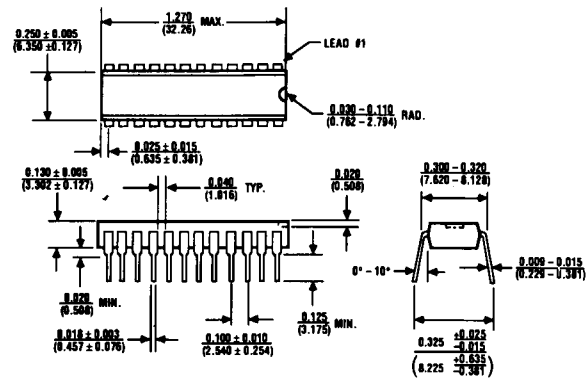 1.270 MAX.
(32.26)
LEAD #1
0.250 ± 0.005
(6.350 ± 0.127)
0.030 – 0.110 RAD.
(0.762 – 2.794)
0.025 ± 0.015
(0.635 ± 0.381)
0.130 ± 0.005
(3.302 ± 0.127)
0.040 TYP.
(1.016)
0.020
(0.508)
0.300 – 0.320
(7.620 – 8.128)
0° – 10°
0.009 – 0.015
(0.229 – 0.381)
0.020 MIN.
(0.508)
0.125 MIN.
(3.175)
0.018 ± 0.003
(0.457 ± 0.076)
0.100 ± 0.010
(2.540 ± 0.254)
0.325 +0.025
–0.015
(8.225 +0.635
–0.381)